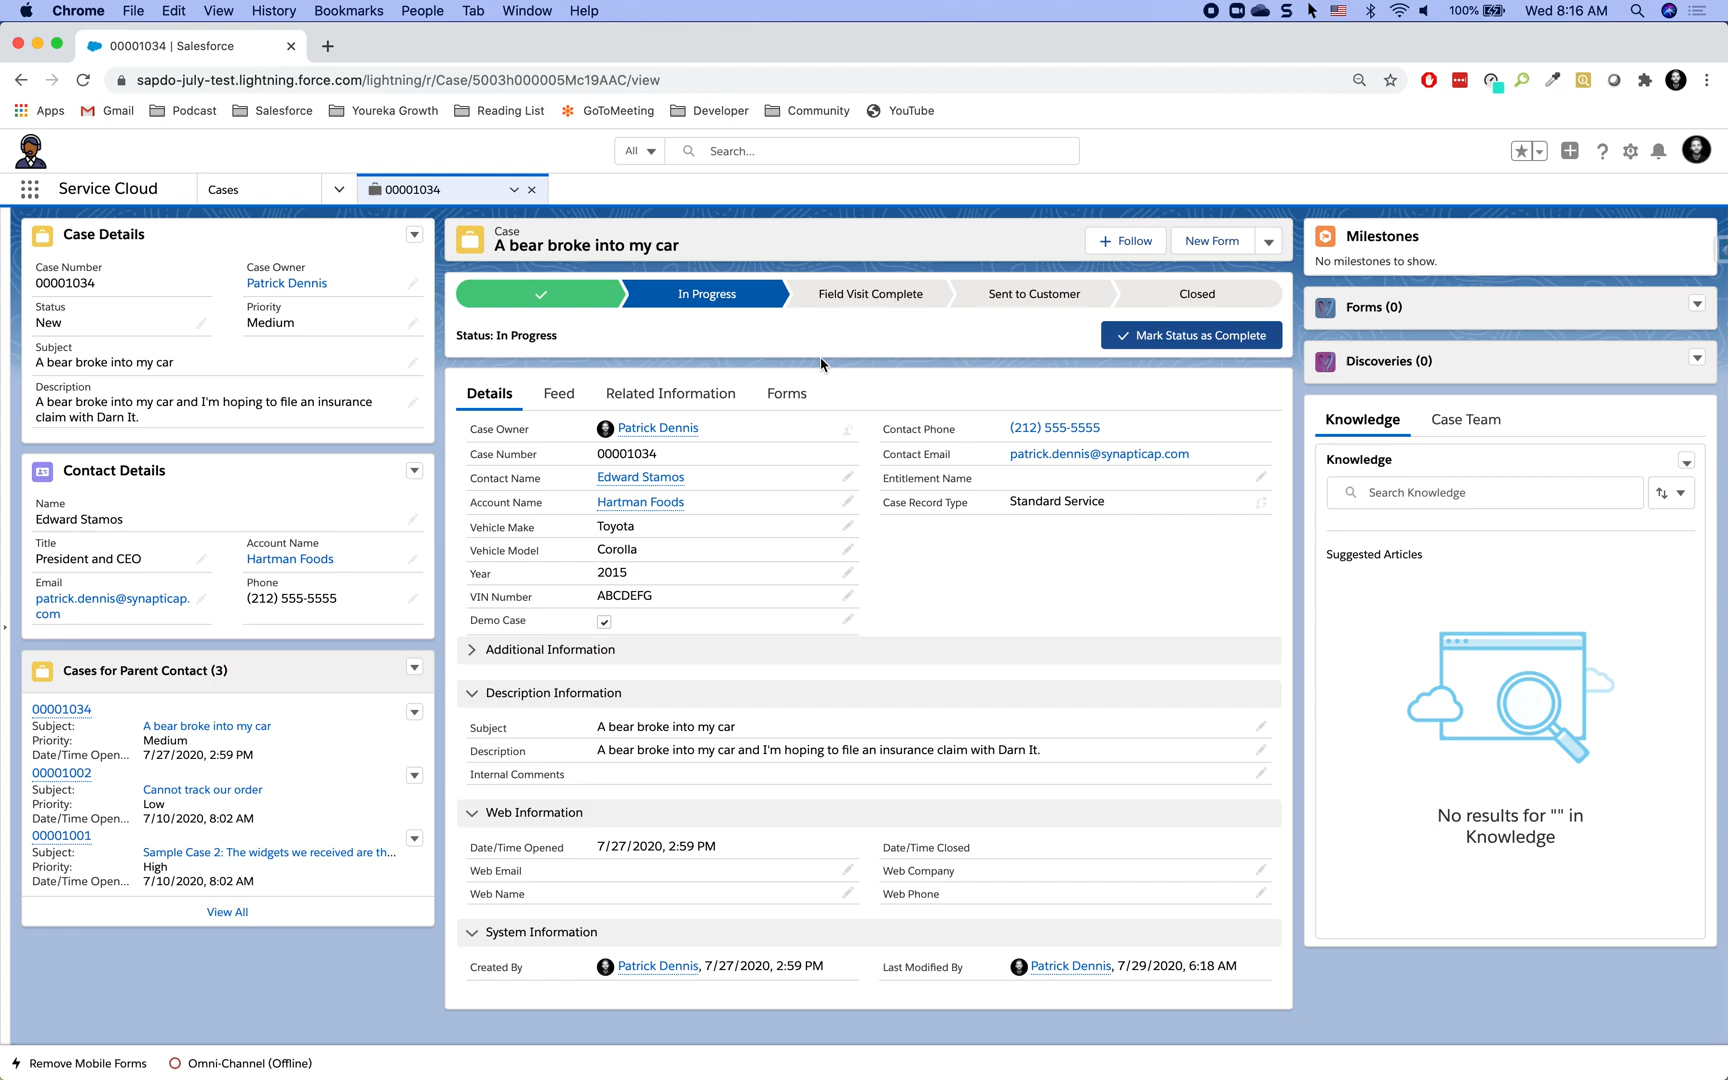 Chrome File Edit View History Bookmarks People Tab Window Help
100% Wed 8:16 AM
00001034 | Salesforce
sapdo-july-test.lightning.force.com/lightning/r/Case/5003h000005Mc19AAC/view
Apps Gmail Podcast Salesforce Youreka Growth Reading List GoToMeeting Developer Community YouTube
All Search...
Service Cloud Cases 00001034
Case Details
Case Number Case Owner
00001034 Patrick Dennis
Status Priority
New Medium
Subject
A bear broke into my car
Description
A bear broke into my car and I'm hoping to file an insurance
claim with Darn It.
Contact Details
Name
Edward Stamos
Title Account Name
President and CEO Hartman Foods
Email Phone
patrick.dennis@synapticap. (212) 555-5555
com
Cases for Parent Contact (3)
00001034
Subject: A bear broke into my car
Priority: Medium
Date/Time Open... 7/27/2020, 2:59 PM
00001002
Subject: Cannot track our order
Priority: Low
Date/Time Open... 7/10/2020, 8:02 AM
00001001
Subject: Sample Case 2: The widgets we received are th...
Priority: High
Date/Time Open... 7/10/2020, 8:02 AM
View All
Case
A bear broke into my car
Follow New Form
In Progress Field Visit Complete Sent to Customer Closed
Status: In Progress Mark Status as Complete
Details Feed Related Information Forms
Case Owner Patrick Dennis Contact Phone (212) 555-5555
Case Number 00001034 Contact Email patrick.dennis@synapticap.com
Contact Name Edward Stamos Entitlement Name
Account Name Hartman Foods Case Record Type Standard Service
Vehicle Make Toyota
Vehicle Model Corolla
Year 2015
VIN Number ABCDEFG
Demo Case
Additional Information
Description Information
Subject A bear broke into my car
Description A bear broke into my car and I'm hoping to file an insurance claim with Darn It.
Internal Comments
Web Information
Date/Time Opened 7/27/2020, 2:59 PM Date/Time Closed
Web Email Web Company
Web Name Web Phone
System Information
Created By Patrick Dennis, 7/27/2020, 2:59 PM Last Modified By Patrick Dennis, 7/29/2020, 6:18 AM
Milestones
No milestones to show.
Forms (0)
Discoveries (0)
Knowledge Case Team
Knowledge
Search Knowledge
Suggested Articles
No results for "" in
Knowledge
Remove Mobile Forms Omni-Channel (Offline)